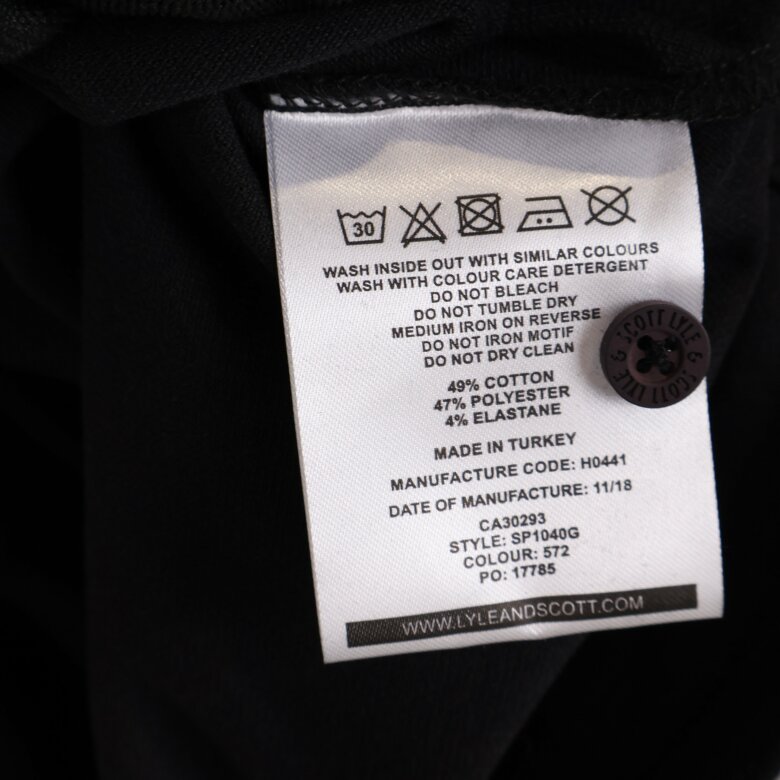 30
WASH INSIDE OUT WITH SIMILAR COLOURS
WASH WITH COLOUR CARE DETERGENT
DO NOT BLEACH
DO NOT TUMBLE DRY
MEDIUM IRON ON REVERSE
DO NOT IRON MOTIF
DO NOT DRY CLEAN
49% COTTON
47% POLYESTER
4% ELASTANE
MADE IN TURKEY
MANUFACTURE CODE: H0441
DATE OF MANUFACTURE: 11/18
CA30293
STYLE: SP1040G
COLOUR: 572
PO: 17785
WWW.LYLEANDSCOTT.COM
LYLE & SCOTT LYLE & SCOTT